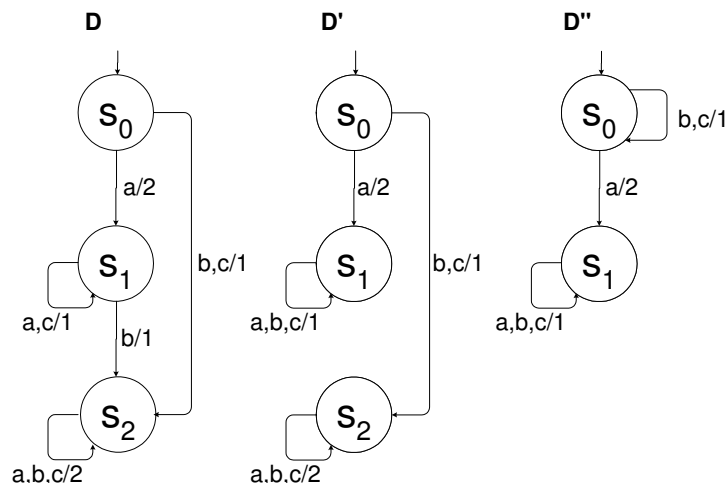 D D' D"
S0 S0 S0
b,c/1
a/2 a/2 a/2
S1 b,c/1 S1 b,c/1 S1
a,c/1 a,b,c/1 a,b,c/1
b/1
S2 S2
a,b,c/2 a,b,c/2